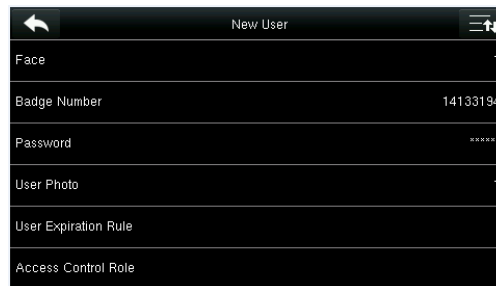 New User
Face
Badge Number 14133194
Password *****
User Photo
User Expiration Rule
Access Control Role